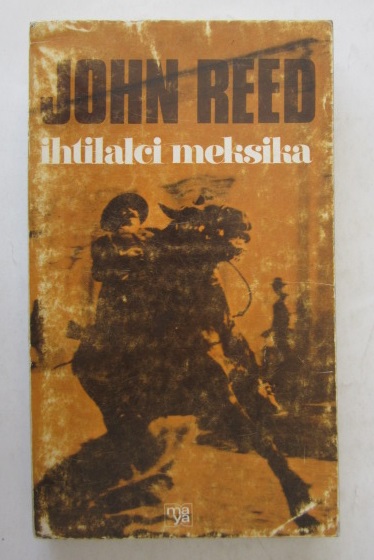 JOHN REED
ihtilalci meksika
ma
ya